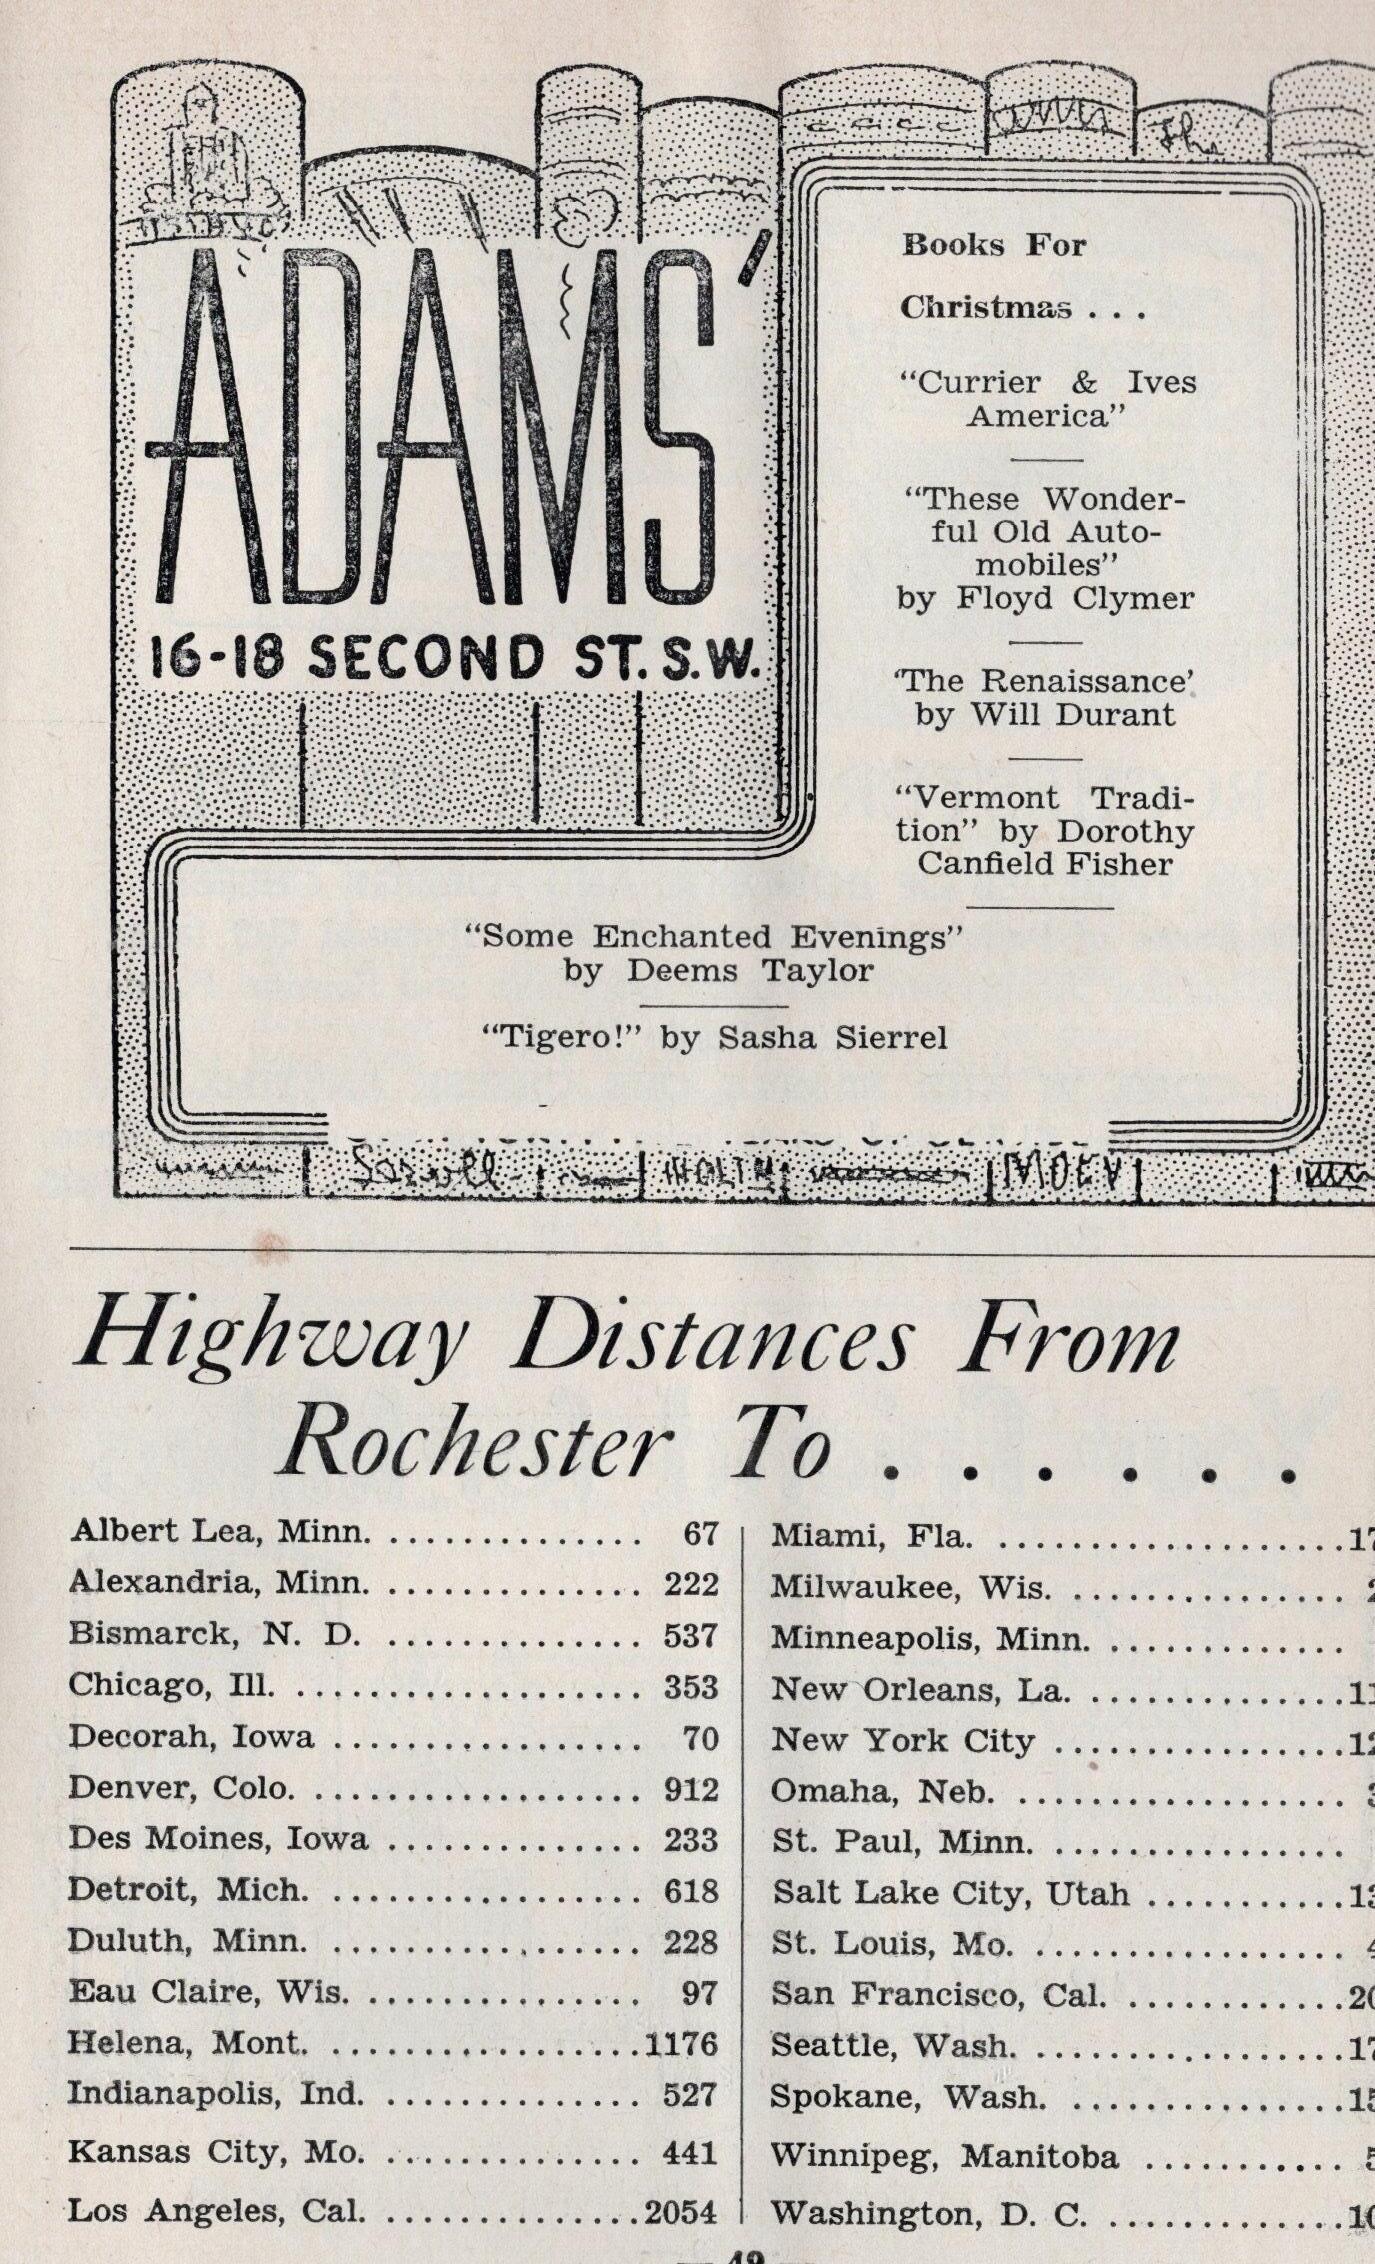 ADAMS'
16-18 SECOND ST. S.W.
Books For
Christmas . . .
“Currier & Ives
America”
“These Wonder-
ful Old Auto-
mobiles”
by Floyd Clymer
‘The Renaissance’
by Will Durant
“Vermont Tradi-
tion” by Dorothy
Canfield Fisher
“Some Enchanted Evenings”
by Deems Taylor
“Tigero!” by Sasha Sierrel
Highway Distances From
Rochester To . . . . . .
Albert Lea, Minn. .............. 67
Alexandria, Minn. .............. 222
Bismarck, N. D. .............. 537
Chicago, Ill. ................... 353
Decorah, Iowa ................. 70
Denver, Colo. .................. 912
Des Moines, Iowa .............. 233
Detroit, Mich. ................. 618
Duluth, Minn. ................. 228
Eau Claire, Wis. ............... 97
Helena, Mont. .................1176
Indianapolis, Ind. .............. 527
Kansas City, Mo. .............. 441
Los Angeles, Cal. ..............2054
Miami, Fla. ...................
Milwaukee, Wis. ...............
Minneapolis, Minn. .............
New Orleans, La. ..............
New York City ................
Omaha, Neb. ..................
St. Paul, Minn. ................
Salt Lake City, Utah ...........
St. Louis, Mo. .................
San Francisco, Cal. ............
Seattle, Wash. .................
Spokane, Wash. ...............
Winnipeg, Manitoba ...........
Washington, D. C. .............